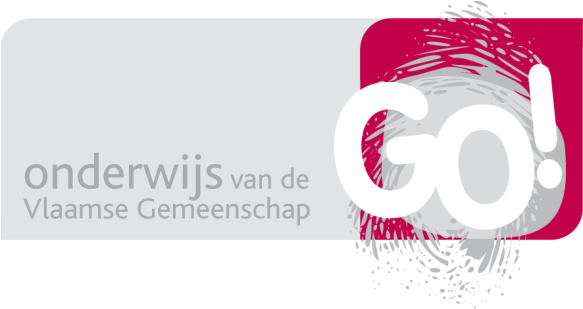 GO!
onderwijs van de
Vlaamse Gemeenschap